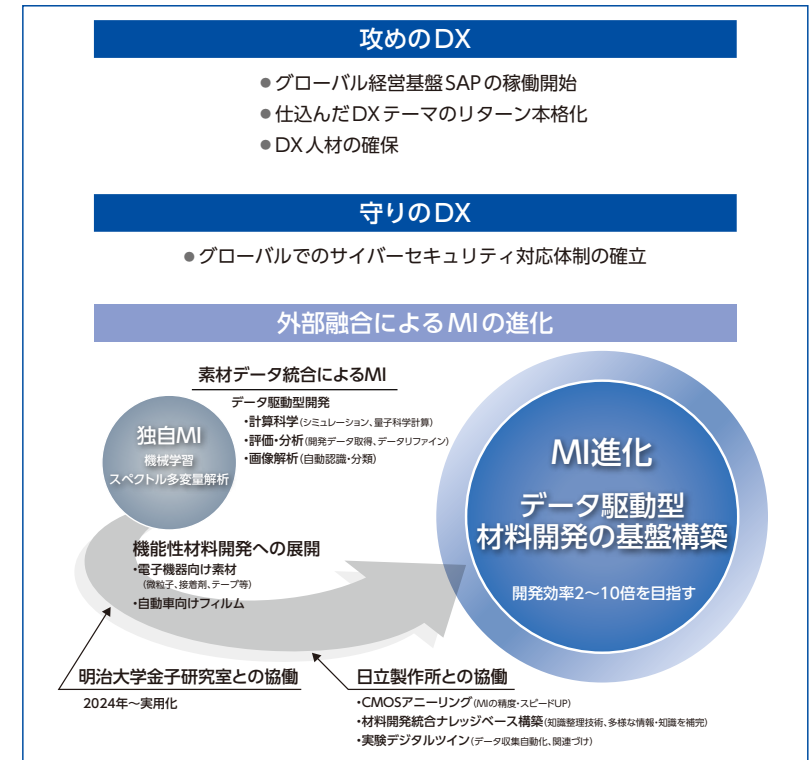 攻めのDX
●グローバル経営基盤SAPの稼働開始
●仕込んだDXテーマのリターン本格化
●DX人材の確保
守りのDX
●グローバルでのサイバーセキュリティ対応体制の確立
外部融合によるMIの進化
素材データ統合によるMI
データ駆動型開発
・計算科学(シミュレーション、量子科学計算)
・評価・分析(開発データ取得、データリファイン)
・画像解析(自動認識・分類)
独自MI
機械学習
スペクトル多変量解析
機能性材料開発への展開
・電子機器向け素材
(微粒子、接着剤、テープ等)
・自動車向けフィルム
MI進化
データ駆動型
材料開発の基盤構築
開発効率2〜10倍を目指す
明治大学金子研究室との協働
2024年〜実用化
日立製作所との協働
・CMOSアニーリング(MIの精度・スピードUP)
・材料開発統合ナレッジベース構築(知識整理技術、多様な情報・知識を補完)
・実験デジタルツイン(データ収集自動化、関連づけ)